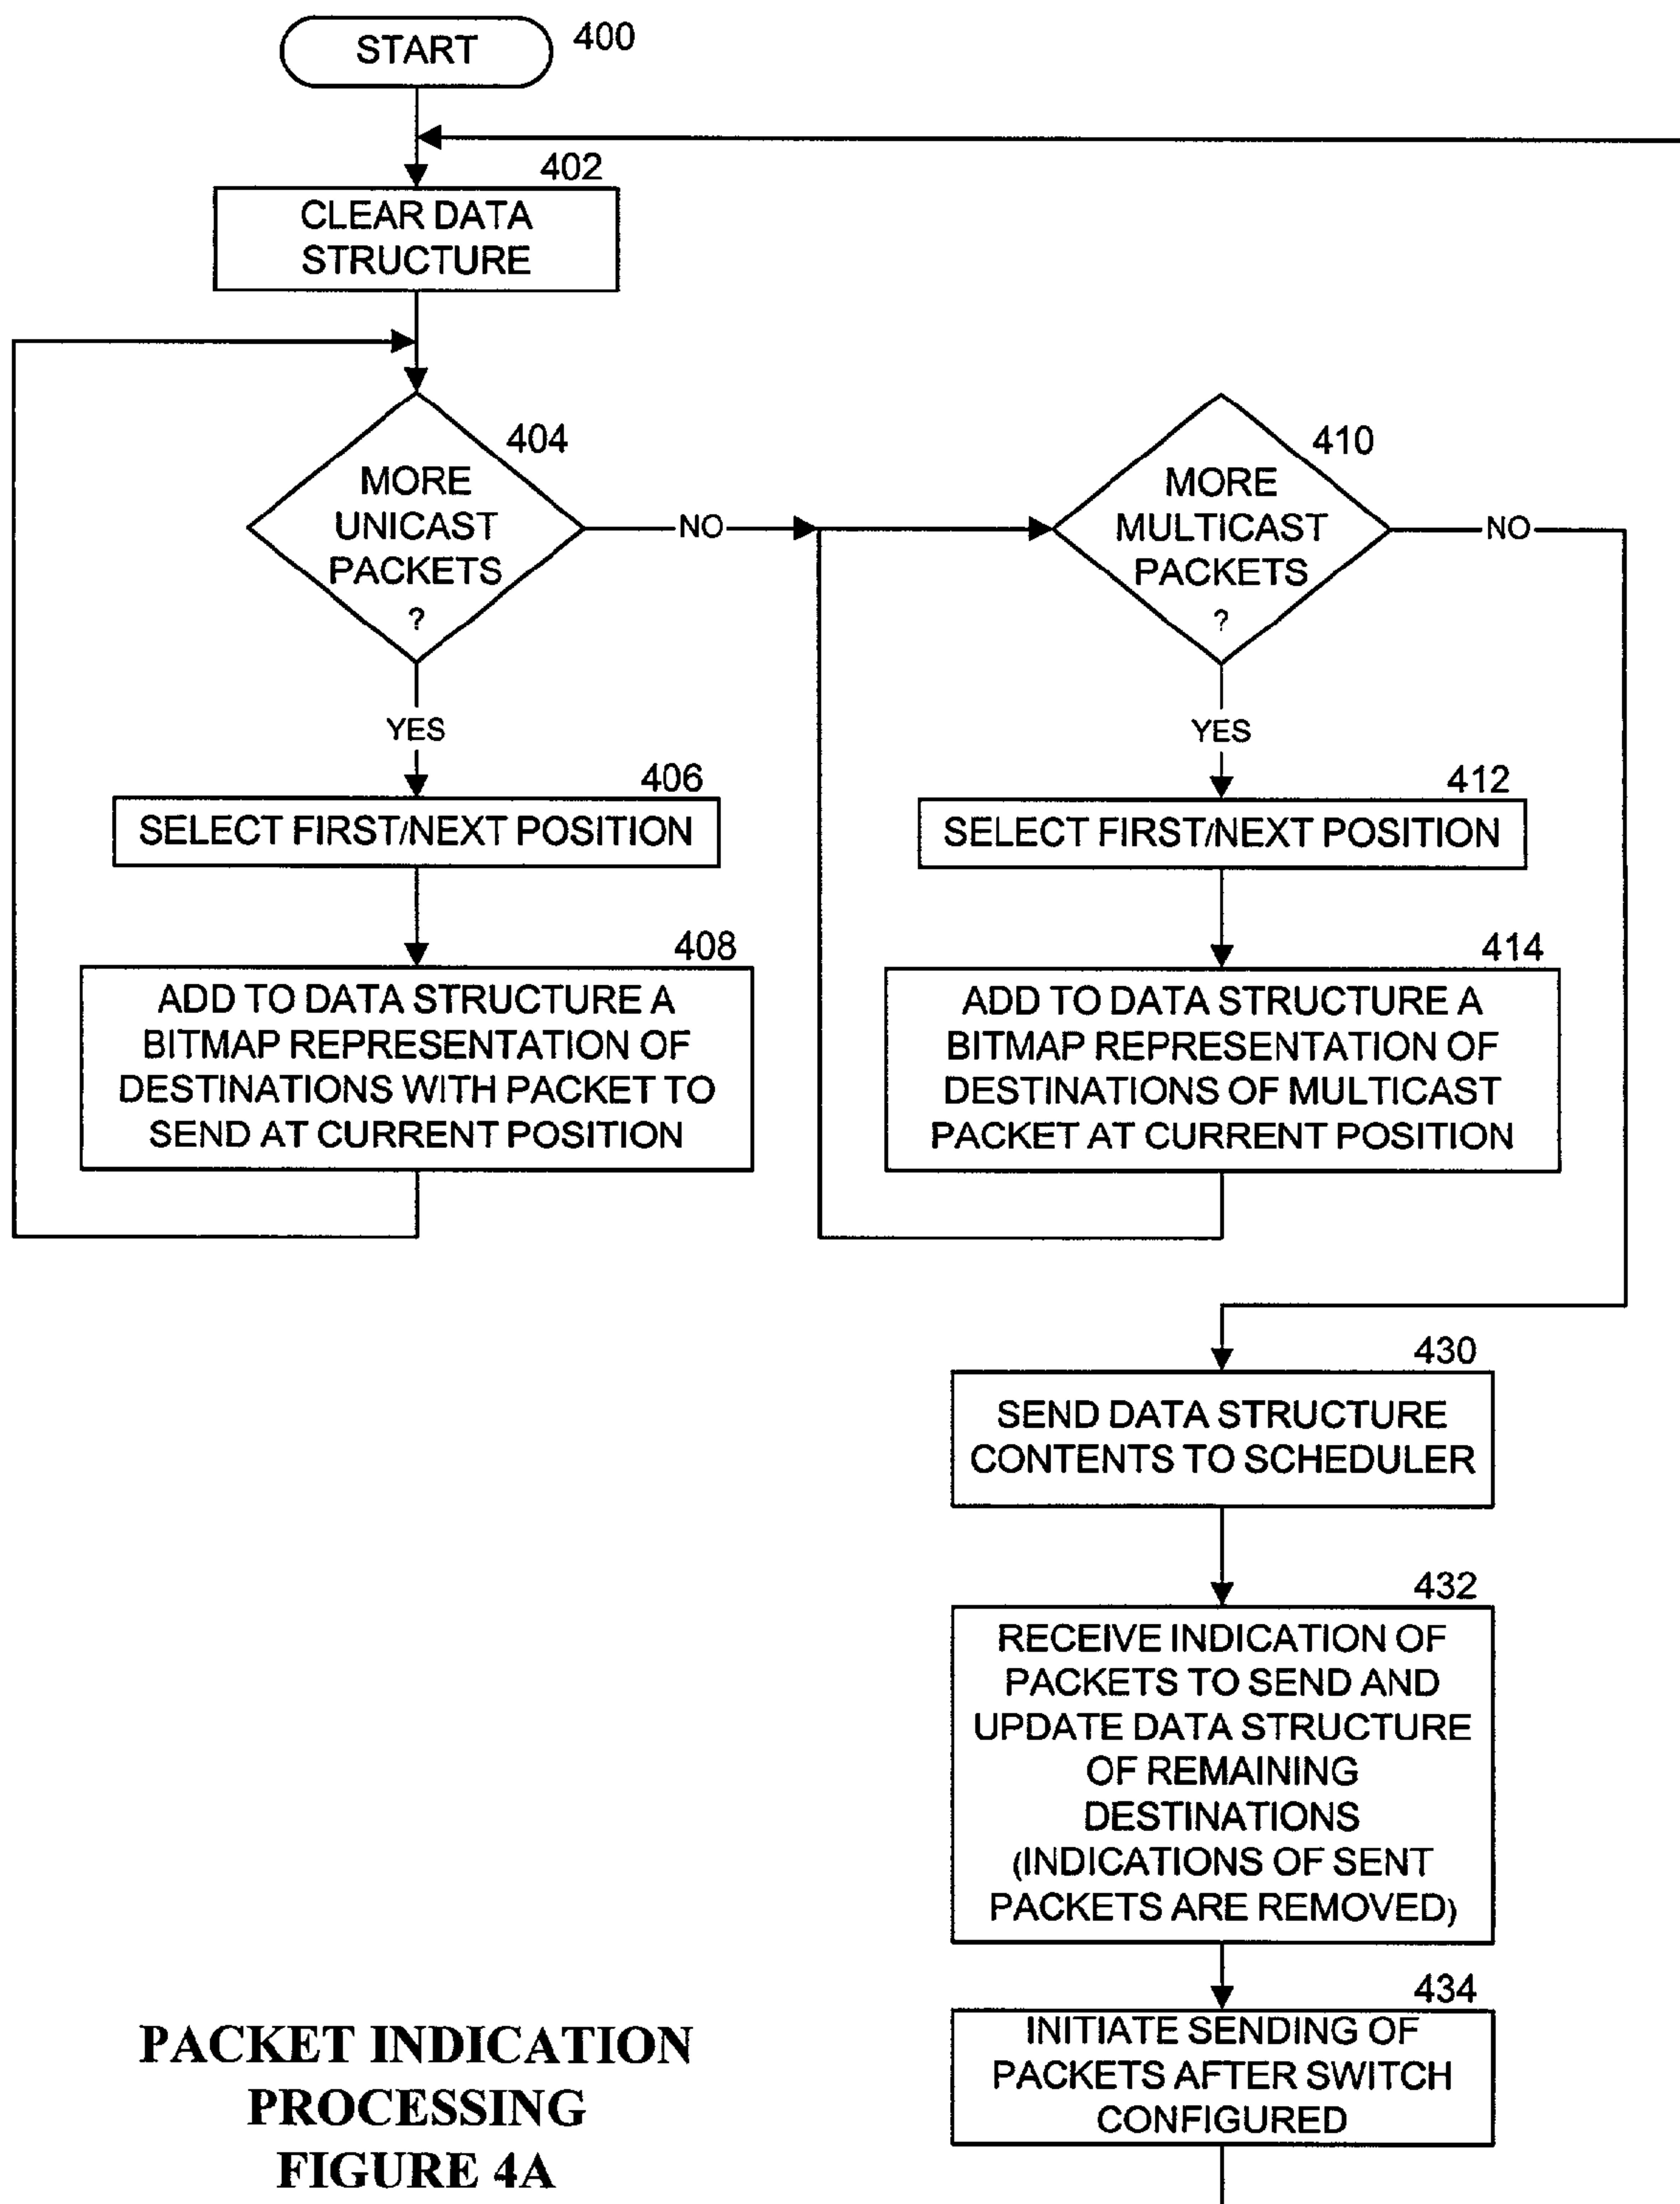 START
400
402
CLEAR DATA
STRUCTURE
404
MORE
UNICAST
PACKETS
?
NO
410
MORE
MULTICAST
PACKETS
?
NO
YES
YES
406
SELECT FIRST/NEXT POSITION
412
SELECT FIRST/NEXT POSITION
408
ADD TO DATA STRUCTURE A
BITMAP REPRESENTATION OF
DESTINATIONS WITH PACKET TO
SEND AT CURRENT POSITION
414
ADD TO DATA STRUCTURE A
BITMAP REPRESENTATION OF
DESTINATIONS OF MULTICAST
PACKET AT CURRENT POSITION
430
SEND DATA STRUCTURE
CONTENTS TO SCHEDULER
432
RECEIVE INDICATION OF
PACKETS TO SEND AND
UPDATE DATA STRUCTURE
OF REMAINING
DESTINATIONS
(INDICATIONS OF SENT
PACKETS ARE REMOVED)
434
INITIATE SENDING OF
PACKETS AFTER SWITCH
CONFIGURED
PACKET INDICATION
PROCESSING
FIGURE 4A